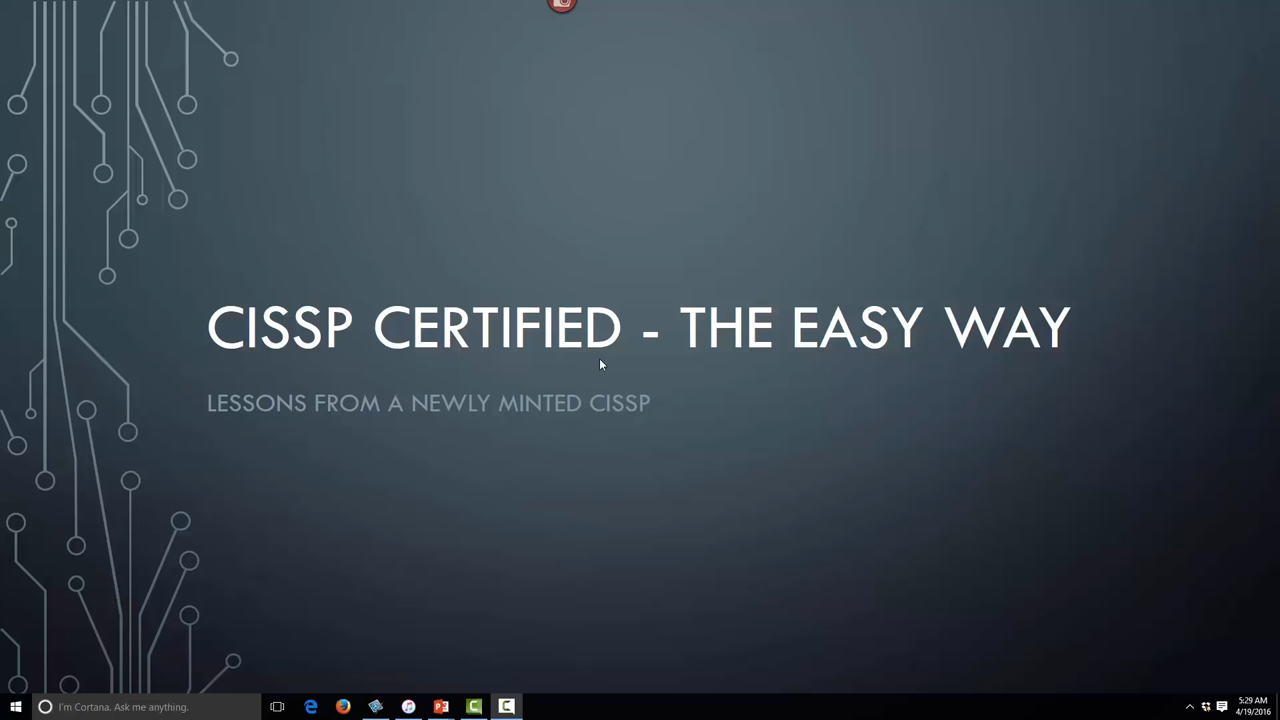 CISSP CERTIFIED - THE EASY WAY
LESSONS FROM A NEWLY MINTED CISSP
I'm Cortana. Ask me anything.
5:29 AM
4/19/2016